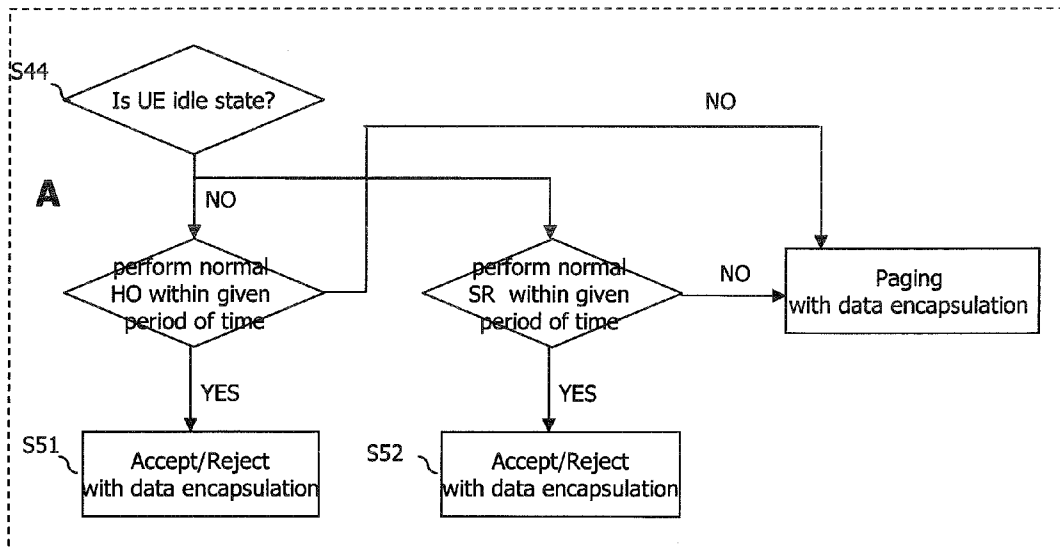 S44
Is UE idle state?
NO
A
NO
perform normal
HO within given
period of time
perform normal
SR within given
period of time
NO
Paging
with data encapsulation
YES
YES
S51
Accept/Reject
with data encapsulation
S52
Accept/Reject
with data encapsulation